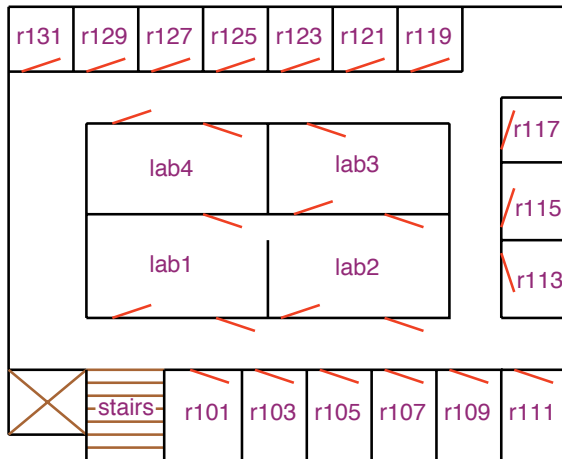 r131 r129 r127 r125 r123 r121 r119
r117
lab4 lab3
r115
lab1 lab2
r113
stairs r101 r103 r105 r107 r109 r111